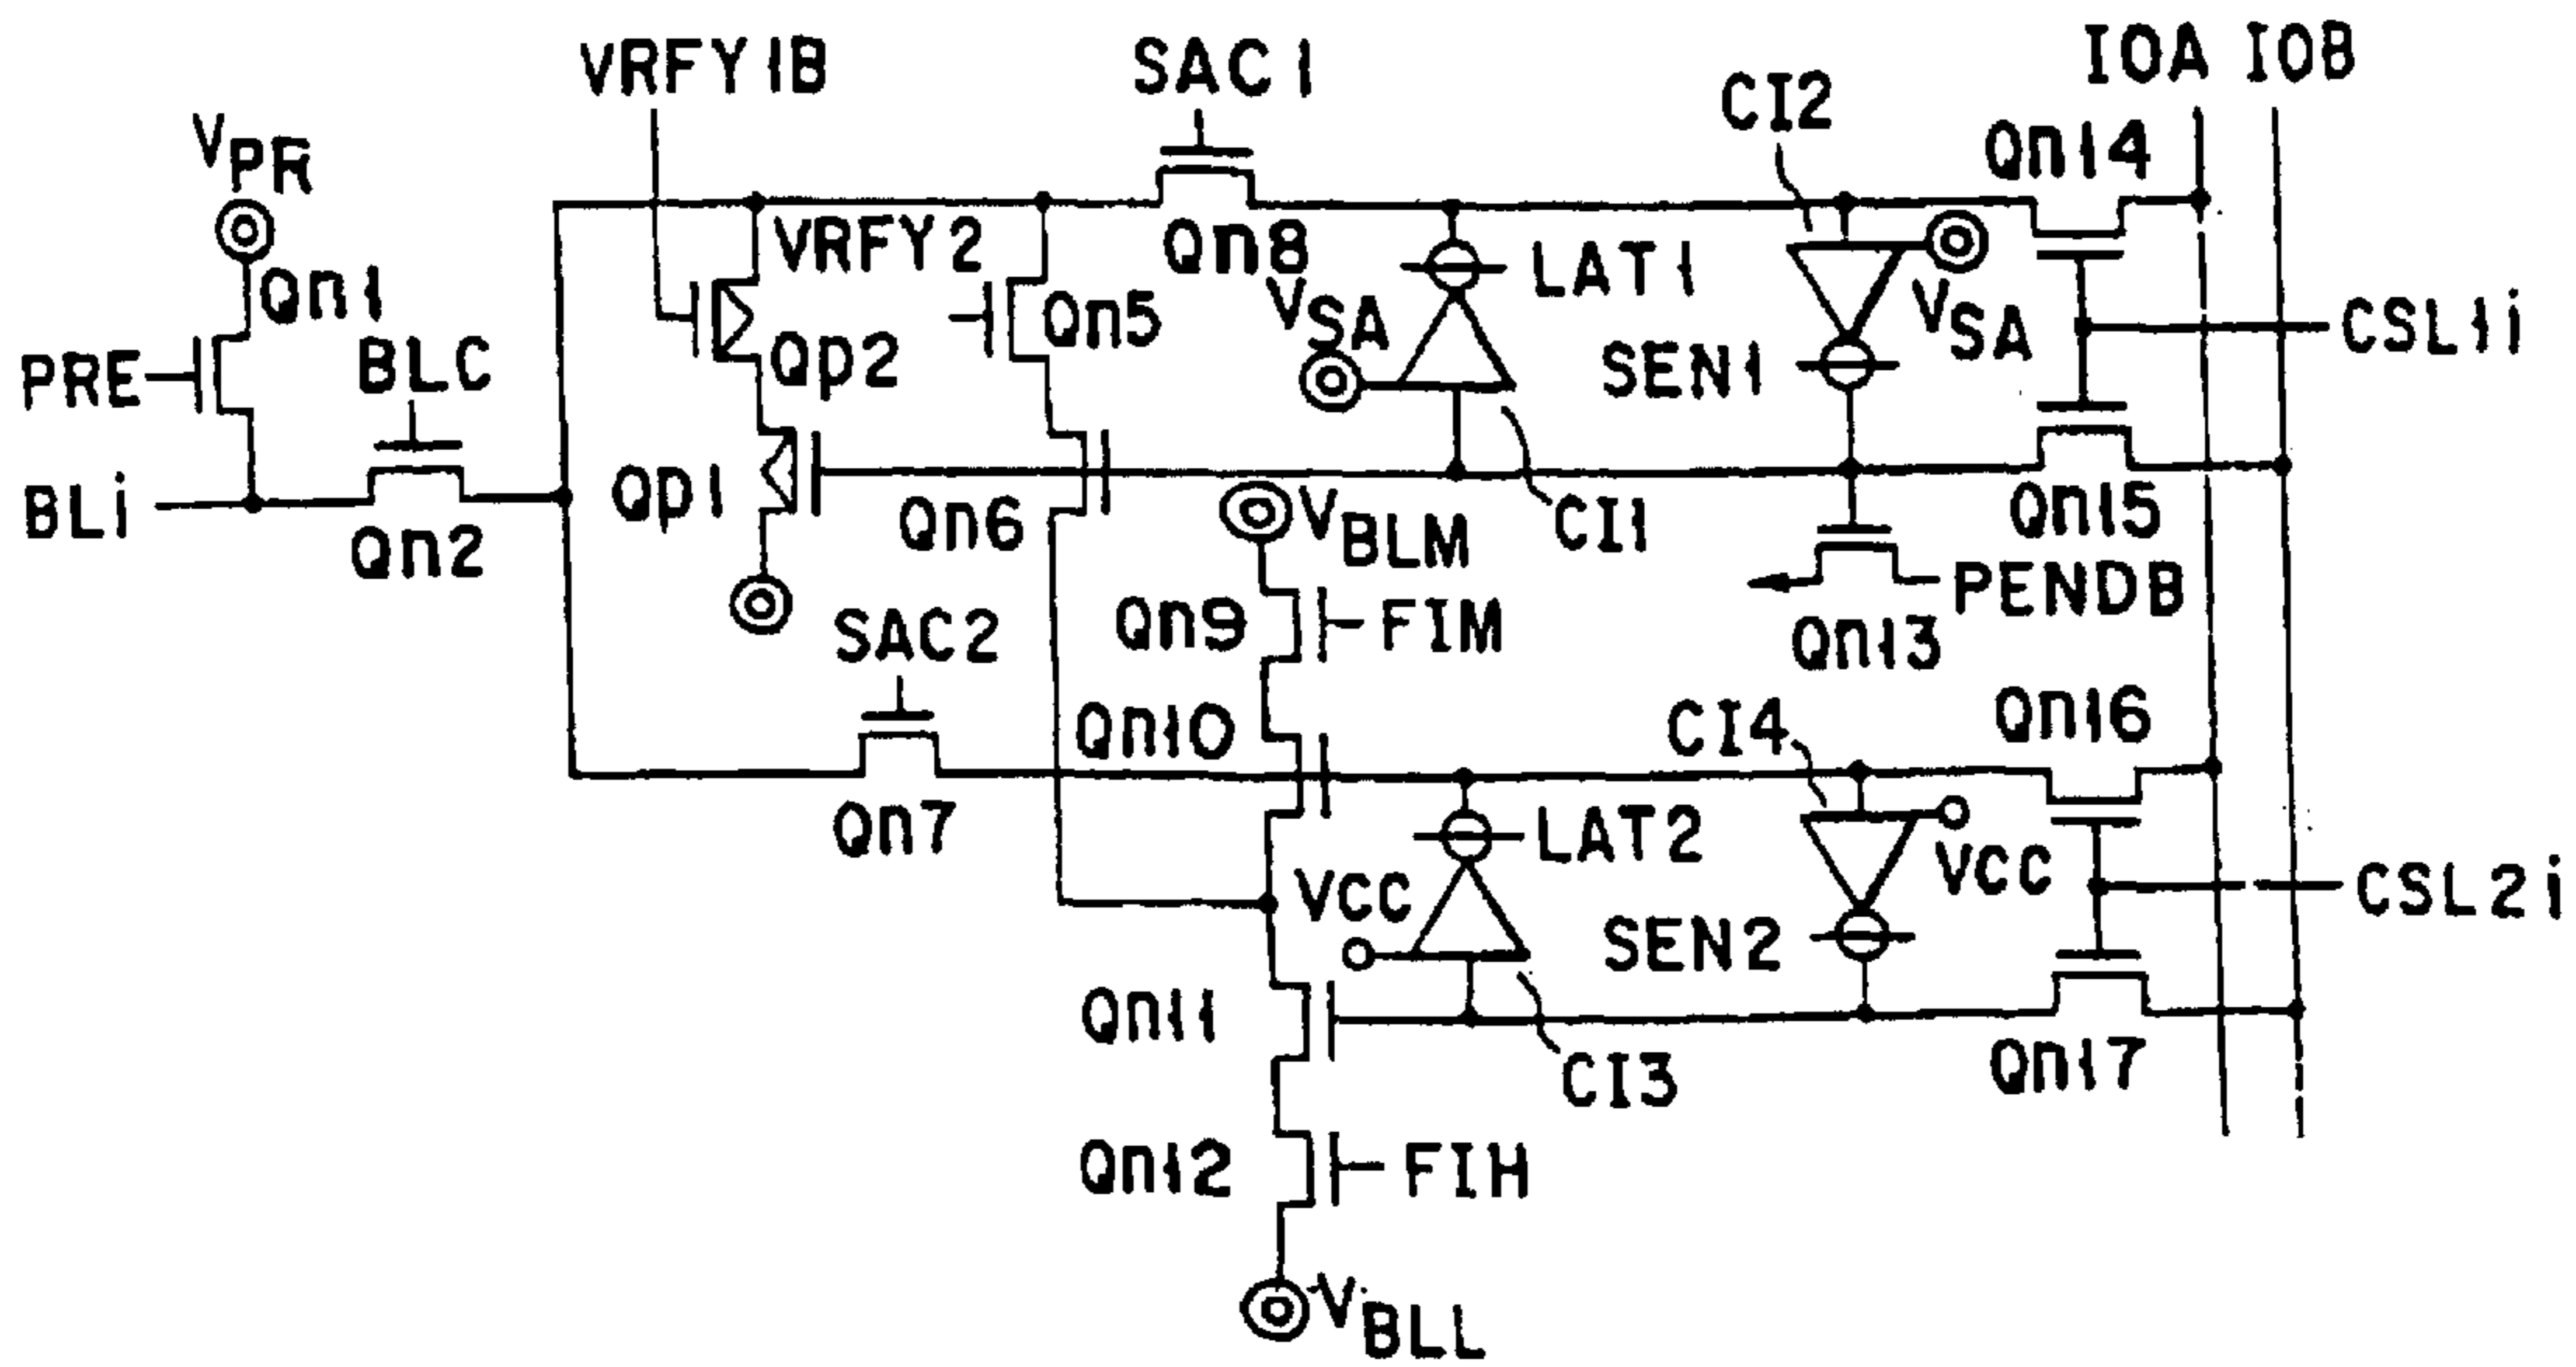 IOA IOB
VRFY1B
SAC1
CI2
VPR
Qn14
VRFY2
Qn8
LAT1
Qn1
VSA
VSA
CSL1i
PRE
BLC
Qp2
Qn5
SEN1
BLi
Qn2
Qp1
Qn6
VBLM
CI1
Qn15
Qn9
FIM
PENDB
SAC2
Qn13
Qn10
CI4
Qn16
Qn7
LAT2
VCC
VCC
CSL2i
SEN2
Qn11
CI3
Qn17
Qn12
FIH
VBLL